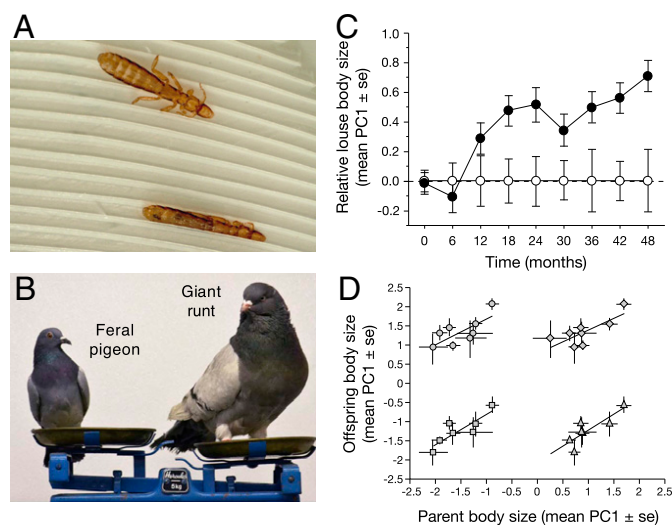 A
B
Feral
pigeon
Giant
runt
5kg
C
Relative louse body size
(mean PC1 ± se)
1.0
0.8
0.6
0.4
0.2
0.0
-0.2
0 6 12 18 24 30 36 42 48
Time (months)
D
Offspring body size
(mean PC1 ± se)
2.5
2
1.5
1
0.5
0
-0.5
-1
-1.5
-2
-2.5
-2.5 -2 -1.5 -1 -0.5 0 0.5 1 1.5 2 2.5
Parent body size (mean PC1 ± se)